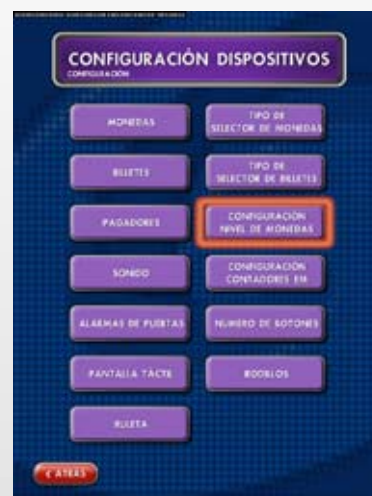 CONFIGURACIÓN DISPOSITIVOS
CONFIGURACIÓN
MONEDAS
TIPO DE
SELECTOR DE MONEDAS
BILLETES
TIPO DE
SELECTOR DE BILLETES
PAGADORES
CONFIGURACIÓN
NIVEL DE MONEDAS
SONIDO
CONFIGURACIÓN
CONTADORES EM
ALARMAS DE PUERTAS
NUMERO DE BOTONES
PANTALLA TACTIL
RODILLOS
RULETA
< ATRÁS